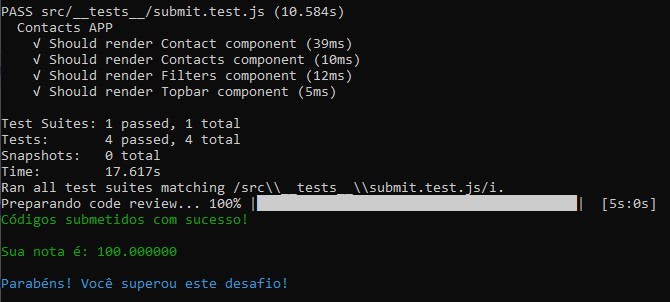 PASS src/__tests__/submit.test.js (10.584s)
Contacts APP
√ Should render Contact component (39ms)
√ Should render Contacts component (10ms)
√ Should render Filters component (12ms)
√ Should render Topbar component (5ms)
Test Suites: 1 passed, 1 total
Tests:       4 passed, 4 total
Snapshots:   0 total
Time:        17.617s
Ran all test suites matching /src\\__tests__\\submit.test.js/i.
Preparando code review... 100% |████████████████████████████████████████| [5s:0s]
Códigos submetidos com sucesso!
Sua nota é: 100.000000
Parabéns! Você superou este desafio!